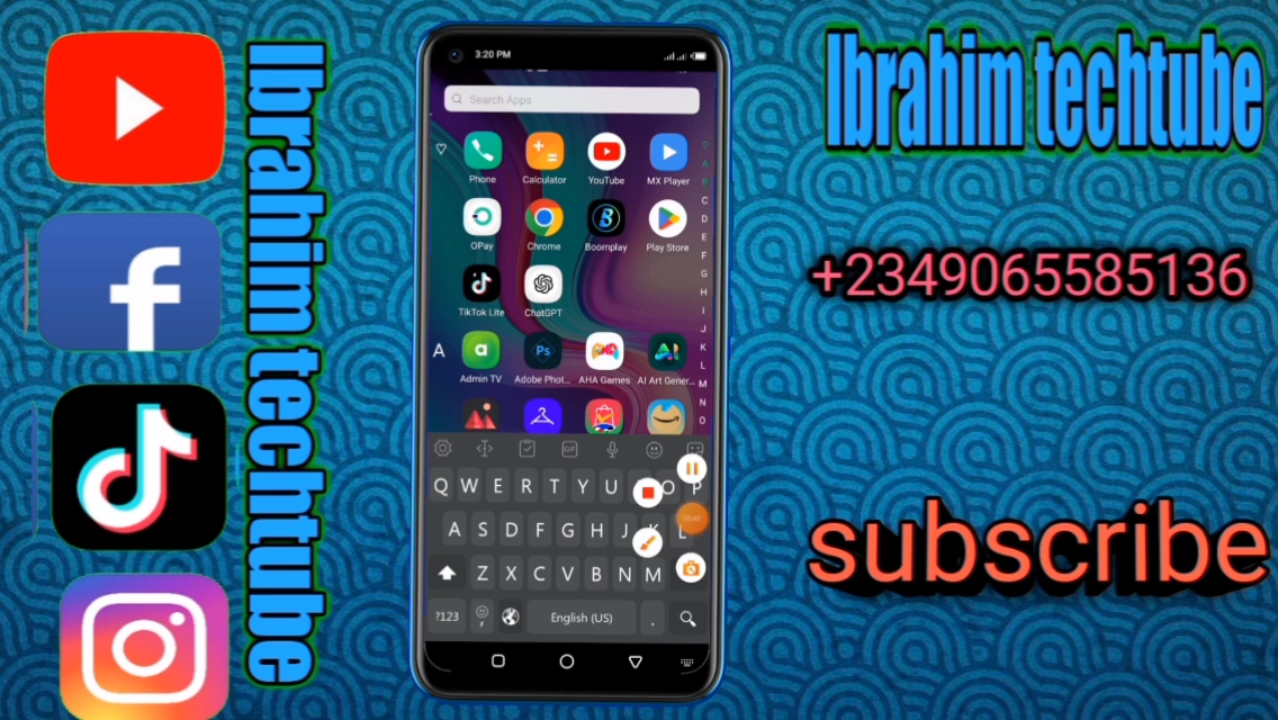 Ibrahim techtube
Ibrahim techtube
+2349065585136
subscribe
3:20 PM
Search Apps
Phone
Calculator
YouTube
MX Player
OPay
Chrome
Boomplay
Play Store
TikTok Lite
ChatGPT
A
Admin TV
Adobe Phot...
AHA Games
AI Art Gener...
A
B
C
D
E
F
G
H
I
J
K
L
M
N
O
GIF
Q W E R T Y U O P
A S D F G H J K L
Z X C V B N M
?123 , English (US) .